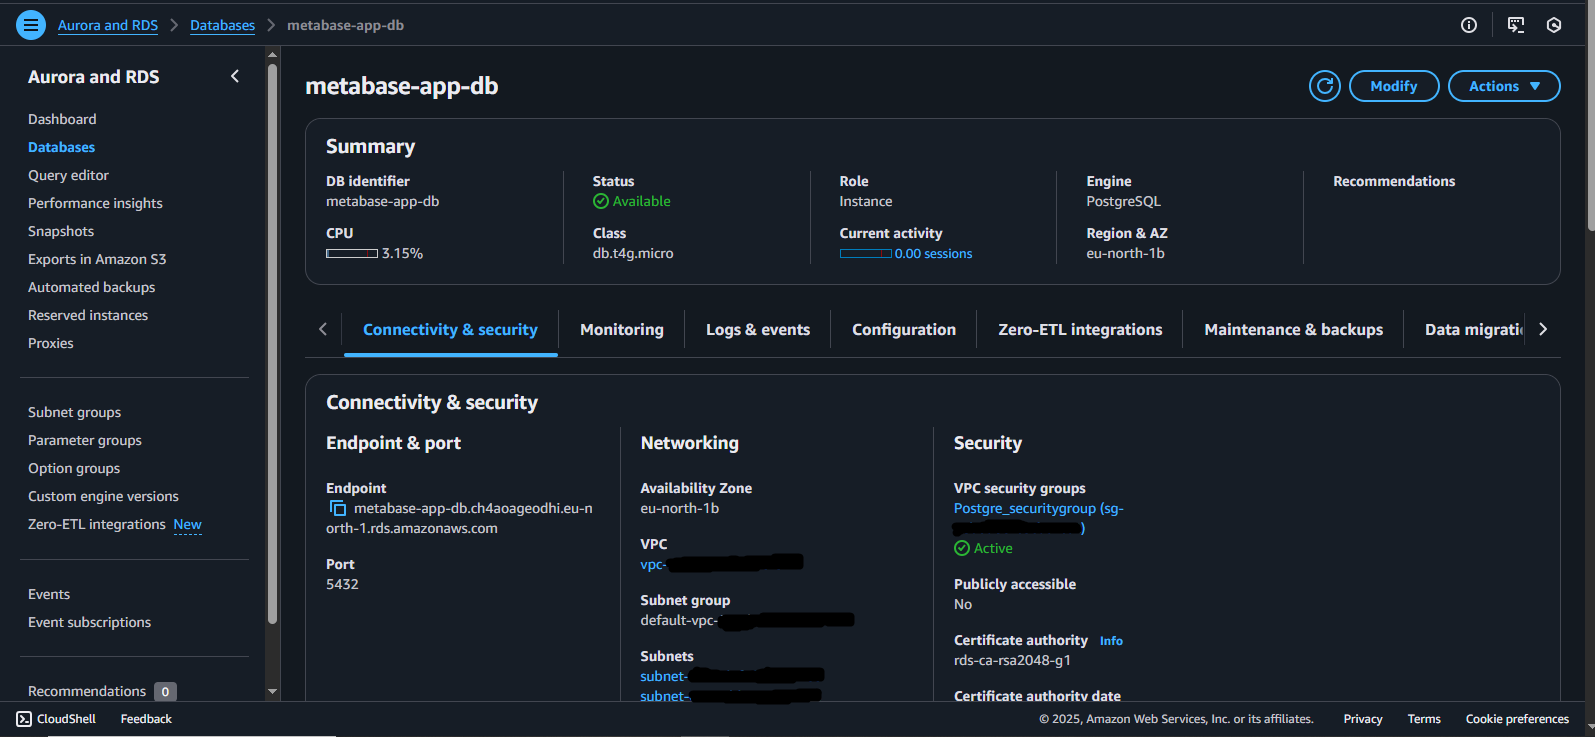 Aurora and RDS > Databases > metabase-app-db
Aurora and RDS
Dashboard
Databases
Query editor
Performance insights
Snapshots
Exports in Amazon S3
Automated backups
Reserved instances
Proxies
Subnet groups
Parameter groups
Option groups
Custom engine versions
Zero-ETL integrations New
Events
Event subscriptions
Recommendations 0
metabase-app-db
Modify
Actions
Summary
DB identifier
metabase-app-db
CPU
3.15%
Status
Available
Class
db.t4g.micro
Role
Instance
Current activity
0.00 sessions
Engine
PostgreSQL
Region & AZ
eu-north-1b
Recommendations
Connectivity & security
Monitoring
Logs & events
Configuration
Zero-ETL integrations
Maintenance & backups
Data migrati
Connectivity & security
Endpoint & port
Endpoint
metabase-app-db.ch4aoageodhi.eu-n
orth-1.rds.amazonaws.com
Port
5432
Networking
Availability Zone
eu-north-1b
VPC
vpc-
Subnet group
default-vpc-
Subnets
subnet-
subnet-
Security
VPC security groups
Postgre_securitygroup (sg-
)
Active
Publicly accessible
No
Certificate authority Info
rds-ca-rsa2048-g1
Certificate authority date
CloudShell
Feedback
© 2025, Amazon Web Services, Inc. or its affiliates.
Privacy
Terms
Cookie preferences